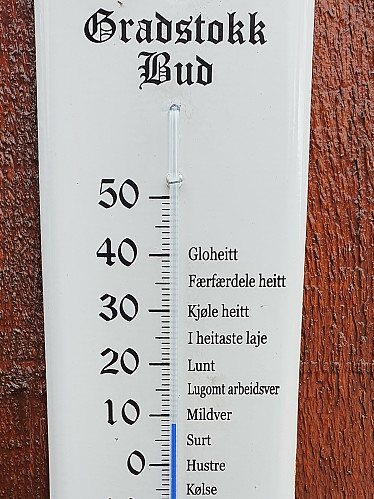 Gradstokk
Bud
50
40 Gloheitt
Færfærdele heitt
30 Kjøle heitt
I heitaste laje
20 Lunt
Lugomt arbeidsver
10 Mildver
Surt
0 Hustre
Kølse